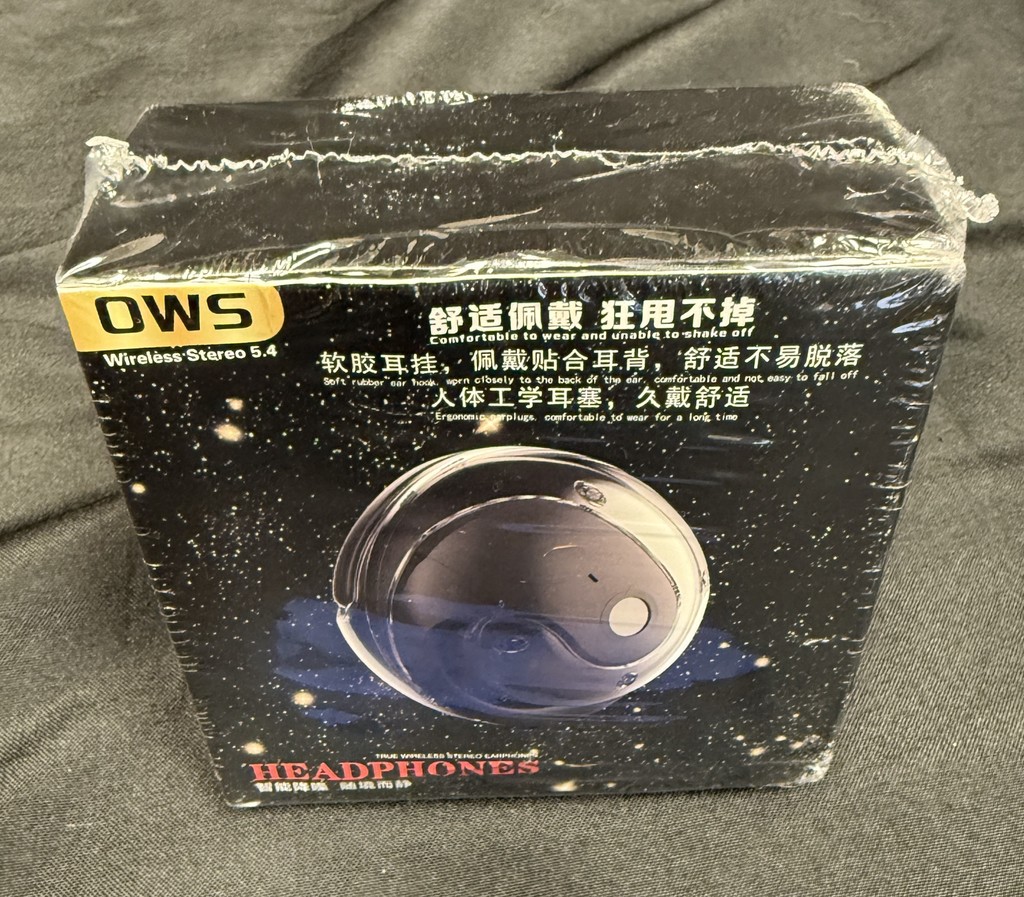 OWS
Wireless Stereo 5.4
舒适佩戴 狂甩不掉
Comfortable to wear and unable to shake off
软胶耳挂，佩戴贴合耳背，舒适不易脱落
Soft rubber ear hook, worn closely to the back of the ear, comfortable and not easy to fall off
人体工学耳塞，久戴舒适
Ergonomic earplugs, comfortable to wear for a long time
TRUE WIRELESS STEREO EARPHONES
HEADPHONES
智能降噪 随境而静